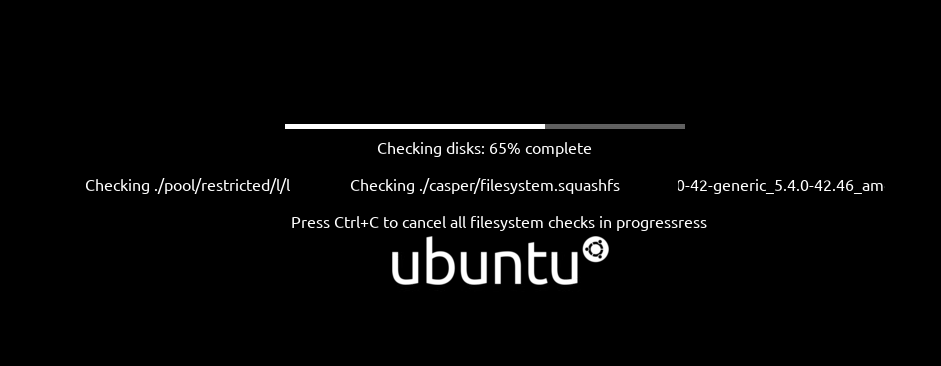 Checking disks: 65% complete
Checking ./pool/restricted/l/l Checking ./casper/filesystem.squashfs 0-42-generic_5.4.0-42.46_am
Press Ctrl+C to cancel all filesystem checks in progressress
ubuntu